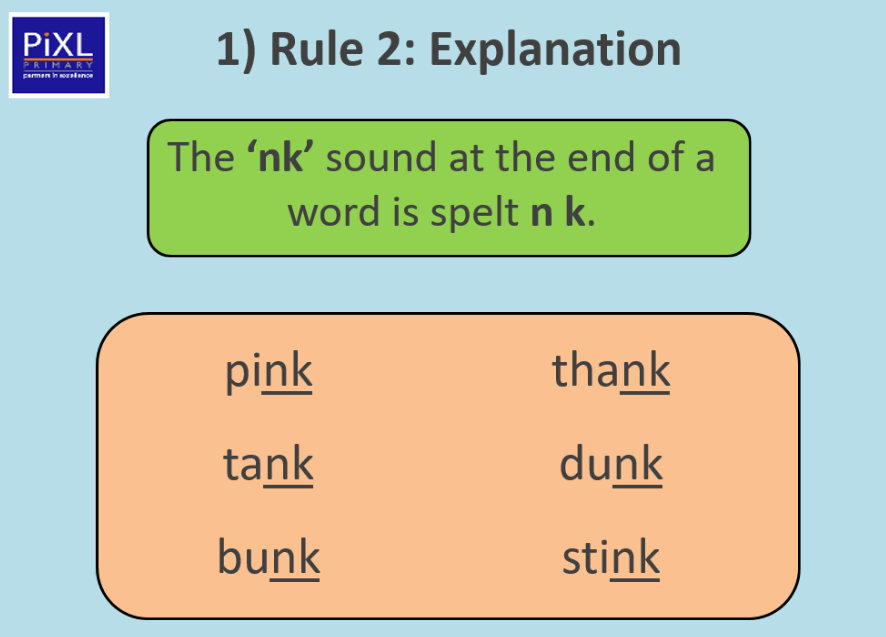 PiXL
PRIMARY
partners in excellence
1) Rule 2: Explanation
The ‘nk’ sound at the end of a
word is spelt n k.
pink thank
tank dunk
bunk stink